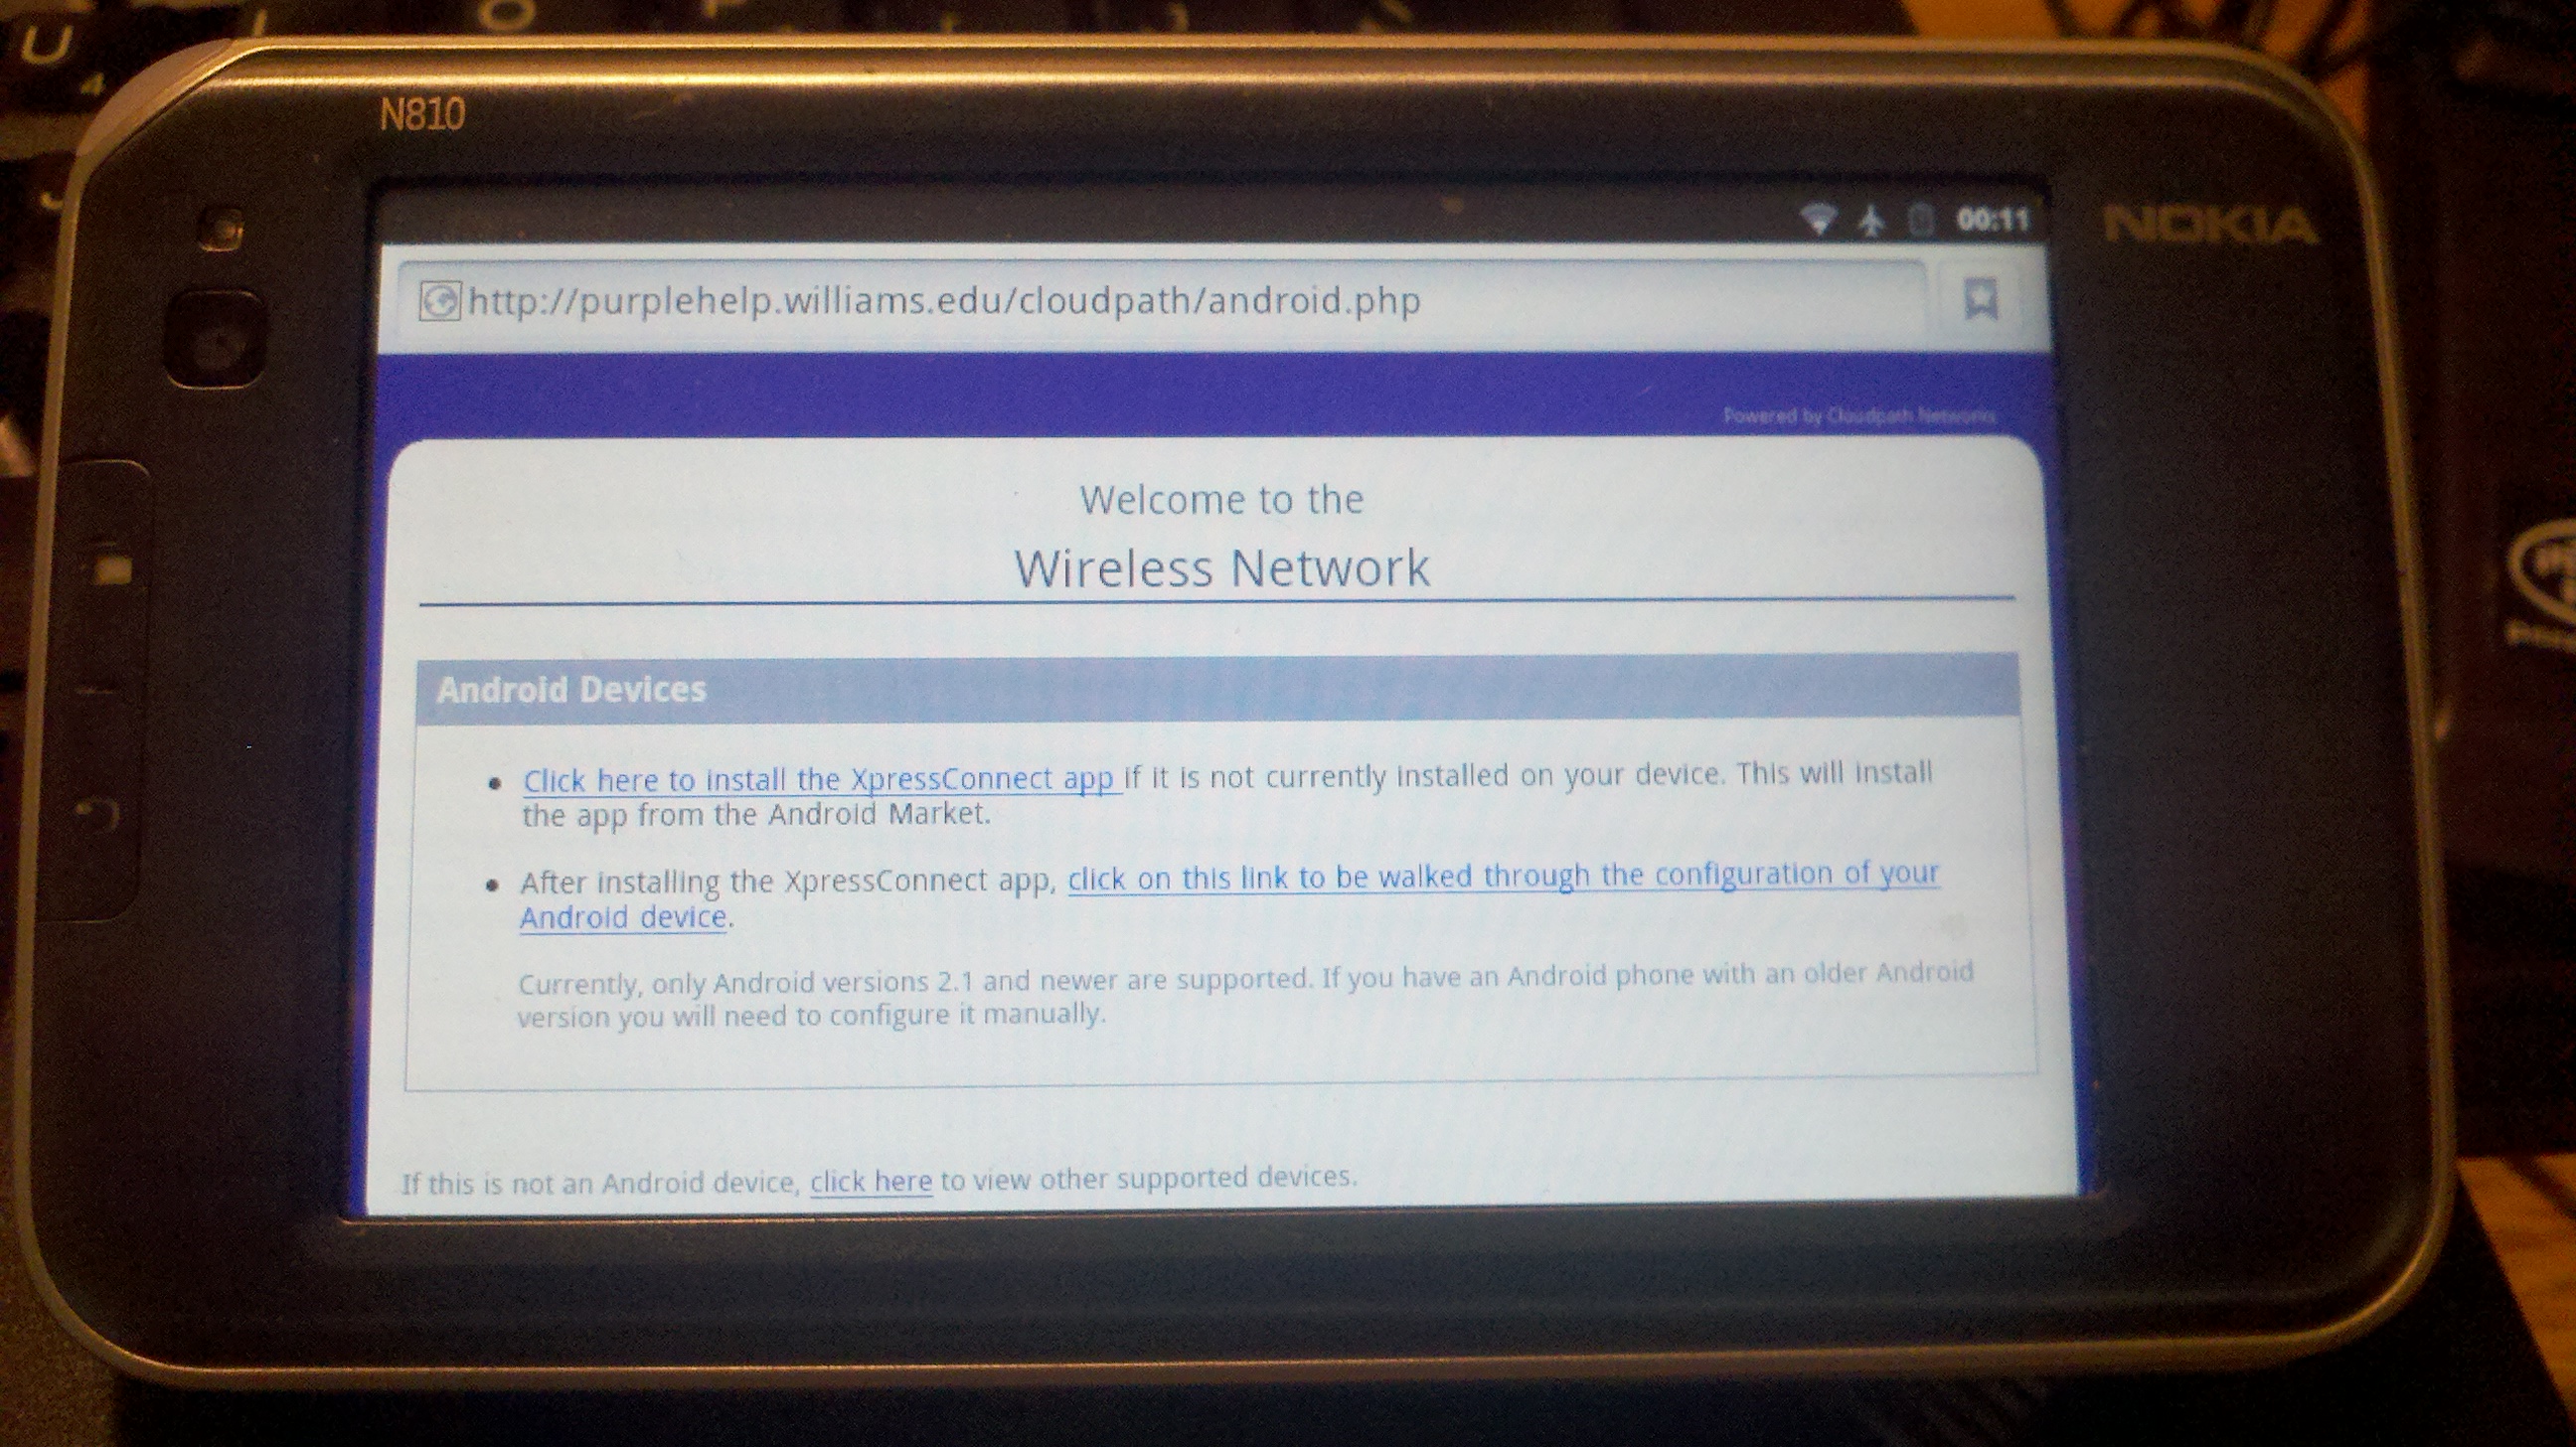 U
O
P
4
J
N810
NOKIA
00:11
http://purplehelp.williams.edu/cloudpath/android.php
Powered by Cloudpath Networks
Welcome to the
Wireless Network
Android Devices
• Click here to install the XpressConnect app if it is not currently installed on your device. This will install
the app from the Android Market.
• After installing the XpressConnect app, click on this link to be walked through the configuration of your
Android device.
Currently, only Android versions 2.1 and newer are supported. If you have an Android phone with an older Android
version you will need to configure it manually.
If this is not an Android device, click here to view other supported devices.